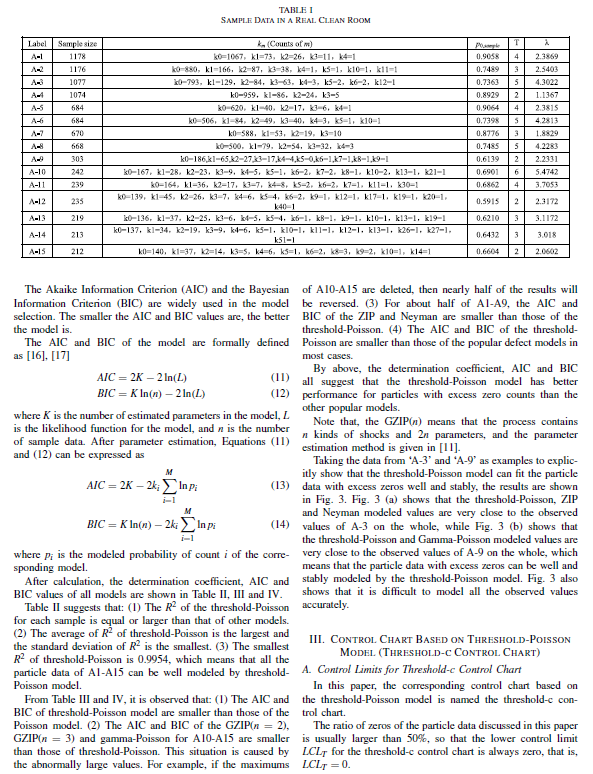 TABLE I
SAMPLE DATA IN A REAL CLEAN ROOM
Label Sample size kₘ (Counts of m) p₀,sample T λ
A-1 1178 k0=1067, k1=73, k2=26, k3=11, k4=1 0.9058 4 2.3869
A-2 1176 k0=880, k1=166, k2=87, k3=38, k4=1, k5=1, k10=1, k11=1 0.7489 3 2.5403
A-3 1077 k0=793, k1=129, k2=84, k3=63, k4=3, k5=2, k6=2, k12=1 0.7363 5 4.3022
A-4 1074 k0=959, k1=86, k2=24, k3=5 0.8929 2 1.1367
A-5 684 k0=620, k1=40, k2=17, k3=6, k4=1 0.9064 4 2.3815
A-6 684 k0=506, k1=84, k2=49, k3=40, k4=3, k5=1, k10=1 0.7398 5 4.2813
A-7 670 k0=588, k1=53, k2=19, k3=10 0.8776 3 1.8829
A-8 668 k0=500, k1=79, k2=54, k3=32, k4=3 0.7485 5 4.2283
A-9 303 k0=186,k1=65,k2=27,k3=17,k4=4,k5=0,k6=1,k7=1,k8=1,k9=1 0.6139 2 2.2331
A-10 242 k0=167, k1=28, k2=23, k3=9, k4=5, k5=1, k6=2, k7=2, k8=1, k10=2, k13=1, k21=1 0.6901 6 5.4742
A-11 239 k0=164, k1=36, k2=17, k3=7, k4=8, k5=2, k6=2, k7=1, k11=1, k30=1 0.6862 4 3.7053
A-12 235 k0=139, k1=45, k2=26, k3=7, k4=6, k5=4, k6=2, k9=1, k12=1, k17=1, k19=1, k20=1, 0.5915 2 2.3172
k40=1
A-13 219 k0=136, k1=37, k2=25, k3=6, k4=5, k5=4, k6=1, k8=1, k9=1, k10=1, k13=1, k19=1 0.6210 3 3.1172
A-14 213 k0=137, k1=34, k2=19, k3=9, k4=6, k5=1, k10=1, k11=1, k12=1, k13=1, k26=1, k27=1, 0.6432 3 3.018
k51=1
A-15 212 k0=140, k1=37, k2=14, k3=5, k4=6, k5=1, k6=2, k8=3, k9=2, k10=1, k14=1 0.6604 2 2.0602
The Akaike Information Criterion (AIC) and the Bayesian
Information Criterion (BIC) are widely used in the model
selection. The smaller the AIC and BIC values are, the better
the model is.
The AIC and BIC of the model are formally defined
as [16], [17]
AIC = 2K − 2 ln(L) (11)
BIC = K ln(n) − 2 ln(L) (12)
where K is the number of estimated parameters in the model, L
is the likelihood function for the model, and n is the number
of sample data. After parameter estimation, Equations (11)
and (12) can be expressed as
AIC = 2K − 2kᵢ ∑ᵢ₌₁ᴹ ln pᵢ (13)
BIC = K ln(n) − 2kᵢ ∑ᵢ₌₁ᴹ ln pᵢ (14)
where pᵢ is the modeled probability of count i of the corre-
sponding model.
After calculation, the determination coefficient, AIC and
BIC values of all models are shown in Table II, III and IV.
Table II suggests that: (1) The R² of the threshold-Poisson
for each sample is equal or larger than that of other models.
(2) The average of R² of threshold-Poisson is the largest and
the standard deviation of R² is the smallest. (3) The smallest
R² of threshold-Poisson is 0.9954, which means that all the
particle data of A1-A15 can be well modeled by threshold-
Poisson model.
From Table III and IV, it is observed that: (1) The AIC and
BIC of threshold-Poisson model are smaller than those of the
Poisson model. (2) The AIC and BIC of the GZIP(n = 2),
GZIP(n = 3) and gamma-Poisson for A10-A15 are smaller
than those of threshold-Poisson. This situation is caused by
the abnormally large values. For example, if the maximums
of A10-A15 are deleted, then nearly half of the results will
be reversed. (3) For about half of A1-A9, the AIC and
BIC of the ZIP and Neyman are smaller than those of the
threshold-Poisson. (4) The AIC and BIC of the threshold-
Poisson are smaller than those of the popular defect models in
most cases.
By above, the determination coefficient, AIC and BIC
all suggest that the threshold-Poisson model has better
performance for particles with excess zero counts than the
other popular models.
Note that, the GZIP(n) means that the process contains
n kinds of shocks and 2n parameters, and the parameter
estimation method is given in [11].
Taking the data from ‘A-3’ and ‘A-9’ as examples to explic-
itly show that the threshold-Poisson model can fit the particle
data with excess zeros well and stably, the results are shown
in Fig. 3. Fig. 3 (a) shows that the threshold-Poisson, ZIP
and Neyman modeled values are very close to the observed
values of A-3 on the whole, while Fig. 3 (b) shows that
the threshold-Poisson and Gamma-Poisson modeled values are
very close to the observed values of A-9 on the whole, which
means that the particle data with excess zeros can be well and
stably modeled by the threshold-Poisson model. Fig. 3 also
shows that it is difficult to model all the observed values
accurately.
III. CONTROL CHART BASED ON THRESHOLD-POISSON
MODEL (THRESHOLD-C CONTROL CHART)
A. Control Limits for Threshold-c Control Chart
In this paper, the corresponding control chart based on
the threshold-Poisson model is named the threshold-c con-
trol chart.
The ratio of zeros of the particle data discussed in this paper
is usually larger than 50%, so that the lower control limit
LCL_T for the threshold-c control chart is always zero, that is,
LCL_T = 0.